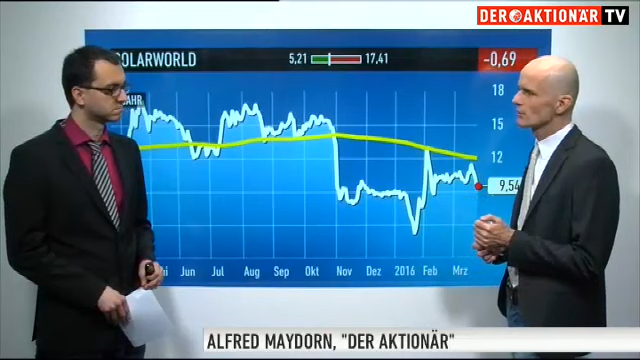 DER AKTIONÄR TV
SOLARWORLD 5,21 17,41 -0,69
JAHR
18
15
12
9,54
Jun Jul Aug Sep Okt Nov Dez 2016 Feb Mrz
ALFRED MAYDORN, "DER AKTIONÄR"